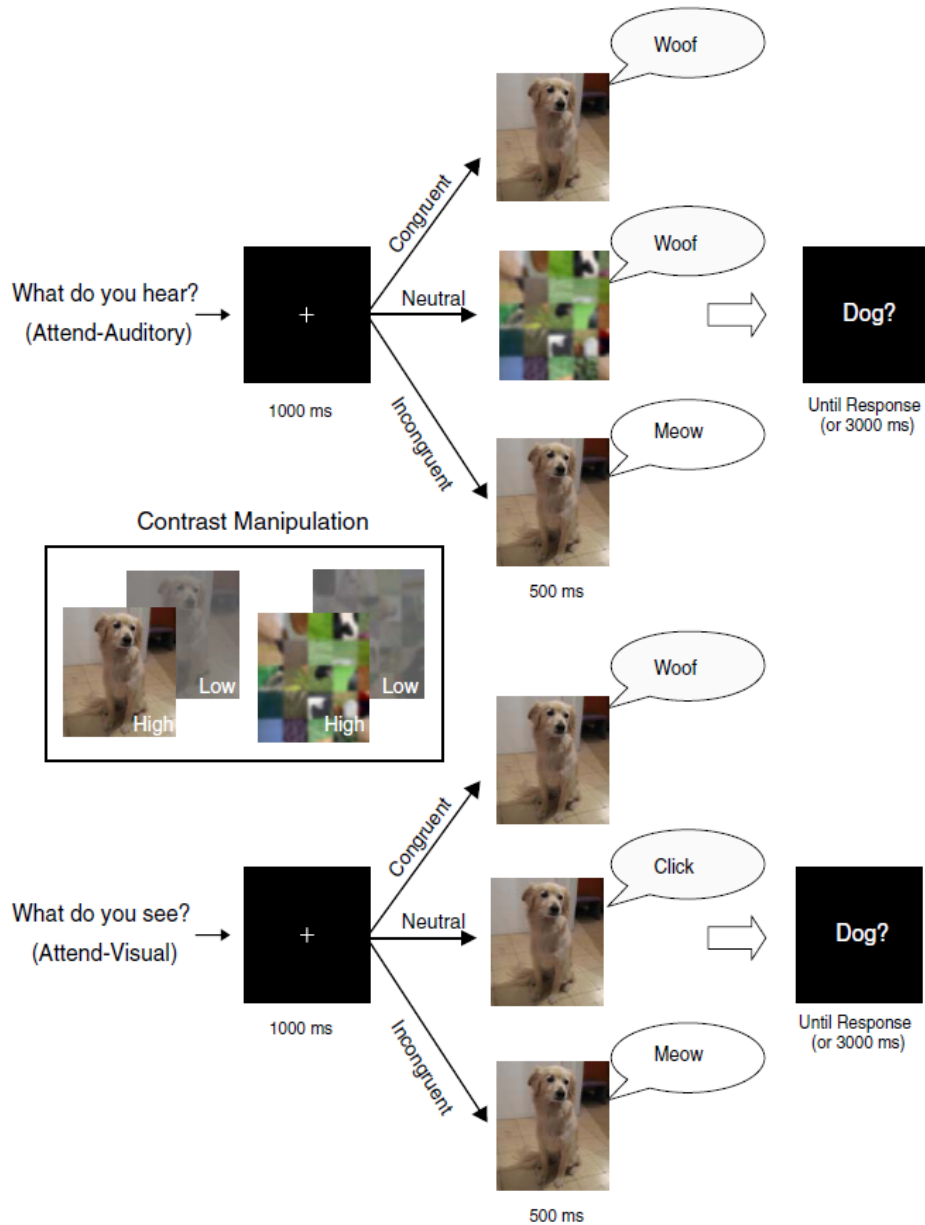 Woof
Congruent
What do you hear?
(Attend-Auditory)
Neutral
Woof
Dog?
1000 ms
Until Response
(or 3000 ms)
Incongruent
Meow
500 ms
Contrast Manipulation
High
Low
High
Low
Woof
Congruent
What do you see?
(Attend-Visual)
Neutral
Click
Dog?
1000 ms
Until Response
(or 3000 ms)
Incongruent
Meow
500 ms